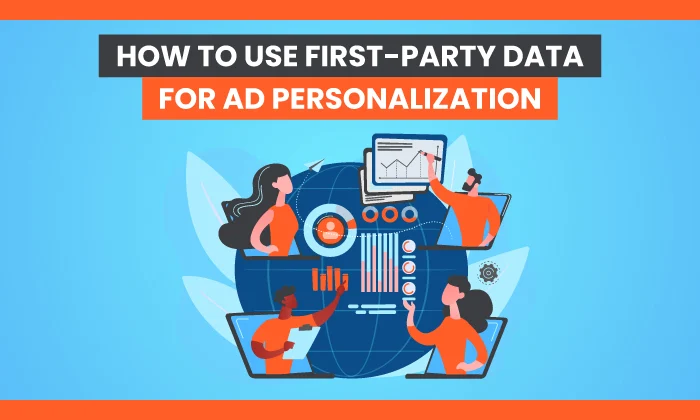 HOW TO USE FIRST-PARTY DATA
FOR AD PERSONALIZATION